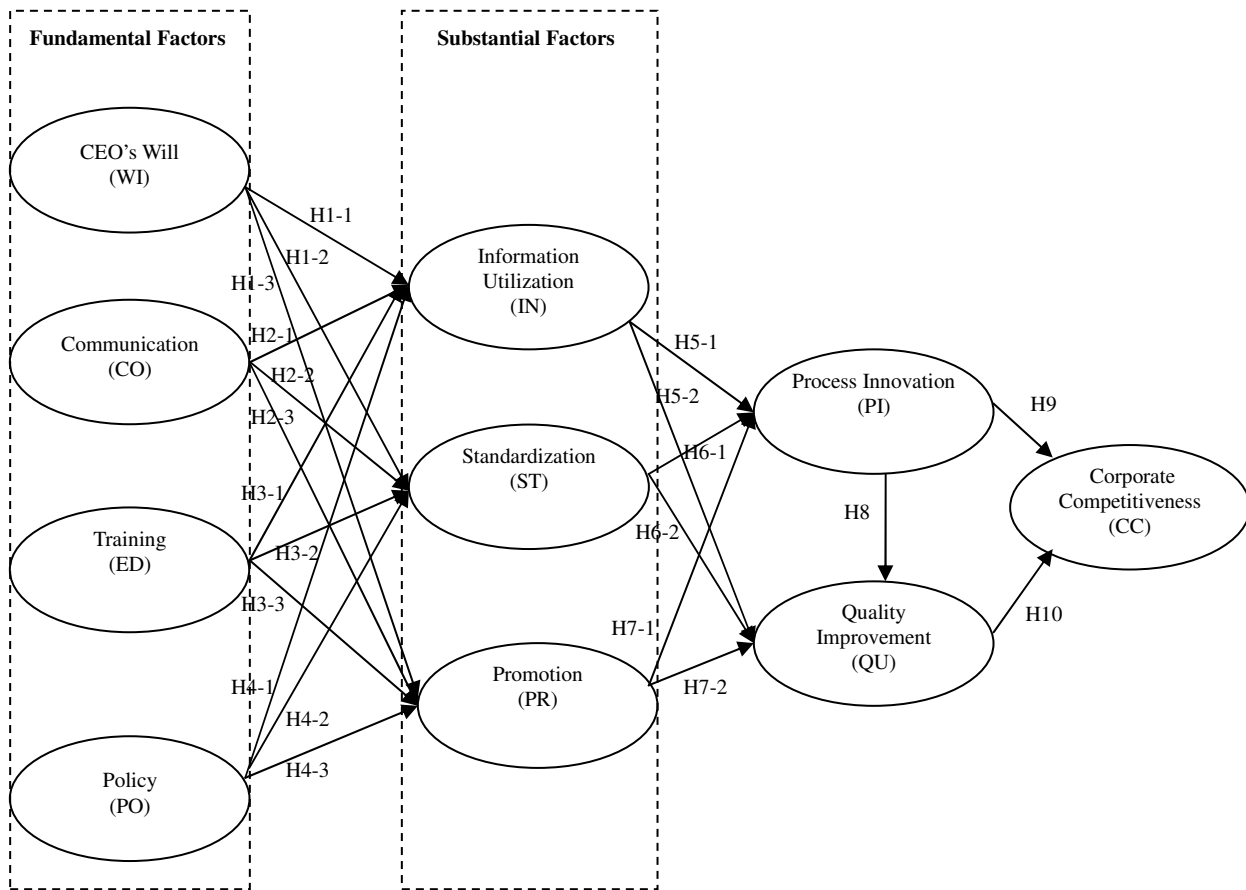 Fundamental Factors
Substantial Factors
CEO’s Will
(WI)
Communication
(CO)
Training
(ED)
Policy
(PO)
H1-1
H1-2
H1-3
H2-1
H2-2
H2-3
H3-1
H3-2
H3-3
H4-1
H4-2
H4-3
Information
Utilization
(IN)
Standardization
(ST)
Promotion
(PR)
H5-1
H5-2
H6-1
H6-2
H7-1
H7-2
Process Innovation
(PI)
H8
Quality
Improvement
(QU)
H9
H10
Corporate
Competitiveness
(CC)